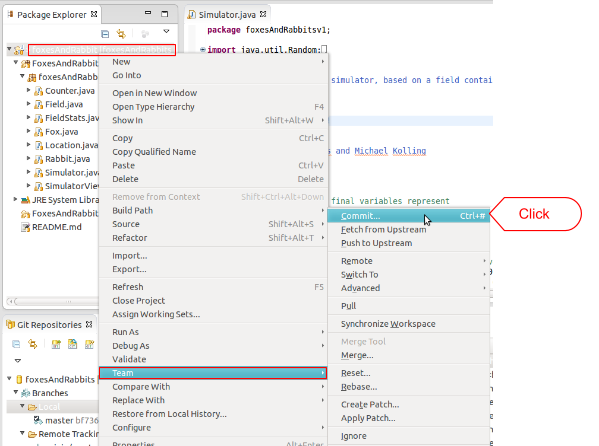 Package Explorer
foxesAndRabbitsv1
FoxesAndRabbit
foxesAndRabbits
Counter.java
Field.java
FieldStats.java
Fox.java
Location.java
Rabbit.java
Simulator.java
SimulatorView
JRE System Libra
FoxesAndRabbit
README.md
Git Repositories
foxesAndRabbits
Branches
Local
master bf736
Remote Tracking
Simulator.java
package foxesAndRabbitsv1;
import java.util.Random;
simulator, based on a field contai
and Michael Kolling
final variables represent
New
Go Into
Open in New Window
Open Type Hierarchy F4
Show In Shift+Alt+W
Copy Ctrl+C
Copy Qualified Name
Paste Ctrl+V
Delete Delete
Remove from Context Shift+Ctrl+Alt+Down
Build Path
Source Shift+Alt+S
Refactor Shift+Alt+T
Import...
Export...
Refresh F5
Close Project
Assign Working Sets...
Run As
Debug As
Validate
Team
Compare With
Replace With
Restore from Local History...
Configure
Properties Alt+Enter
Commit... Ctrl+#
Fetch from Upstream
Push to Upstream
Remote
Switch To
Advanced
Pull
Synchronize Workspace
Merge Tool
Merge...
Reset...
Rebase...
Create Patch...
Apply Patch...
Ignore
Click